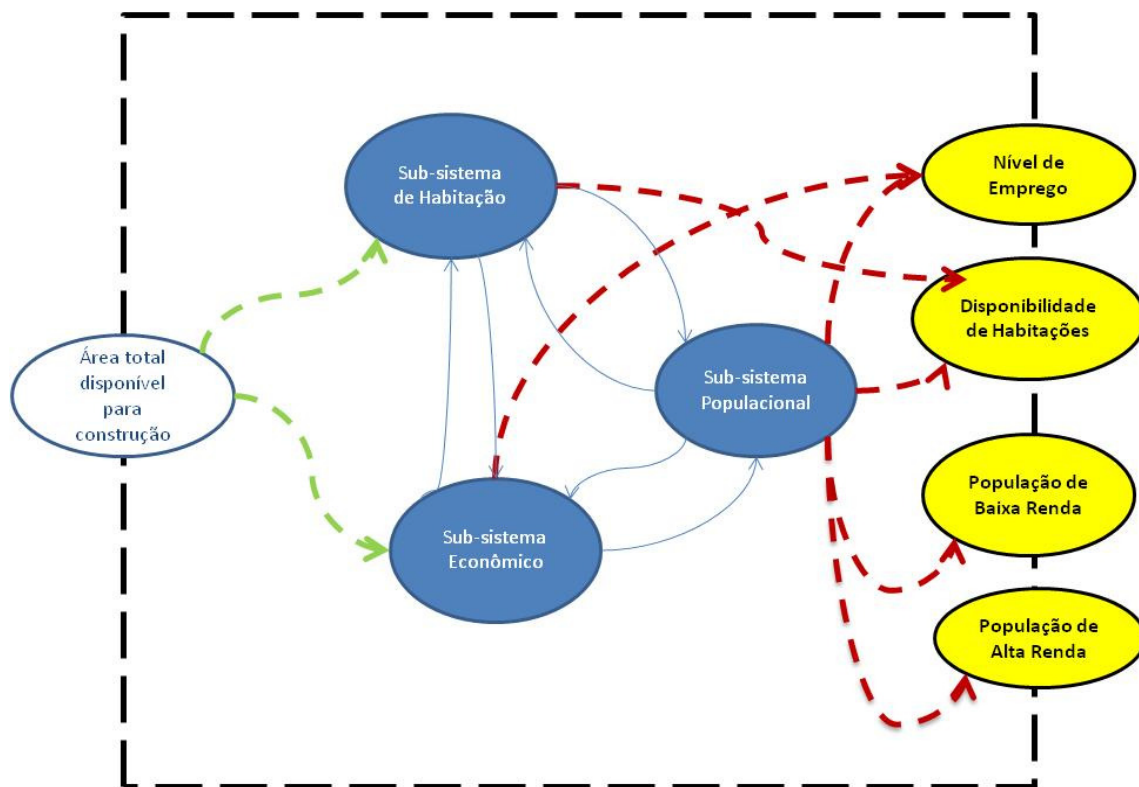 Sub-sistema
de Habitação
Nível de
Emprego
Disponibilidade
de Habitações
Área total
disponível
para
construção
Sub-sistema
Populacional
População de
Baixa Renda
Sub-sistema
Econômico
População de
Alta Renda